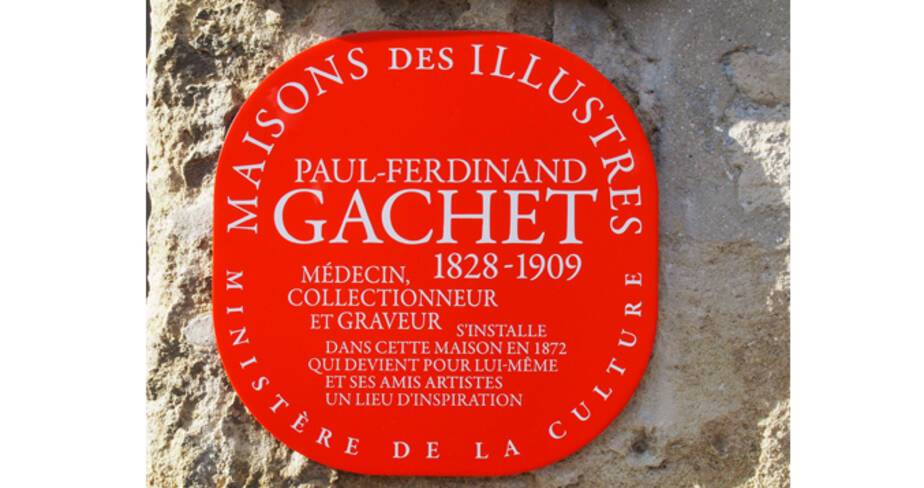 MAISONS DES ILLUSTRES
PAUL-FERDINAND
GACHET
1828-1909
MÉDECIN,
COLLECTIONNEUR
ET GRAVEUR
S'INSTALLE
DANS CETTE MAISON EN 1872
QUI DEVIENT POUR LUI-MÊME
ET SES AMIS ARTISTES
UN LIEU D'INSPIRATION
MINISTÈRE DE LA CULTURE